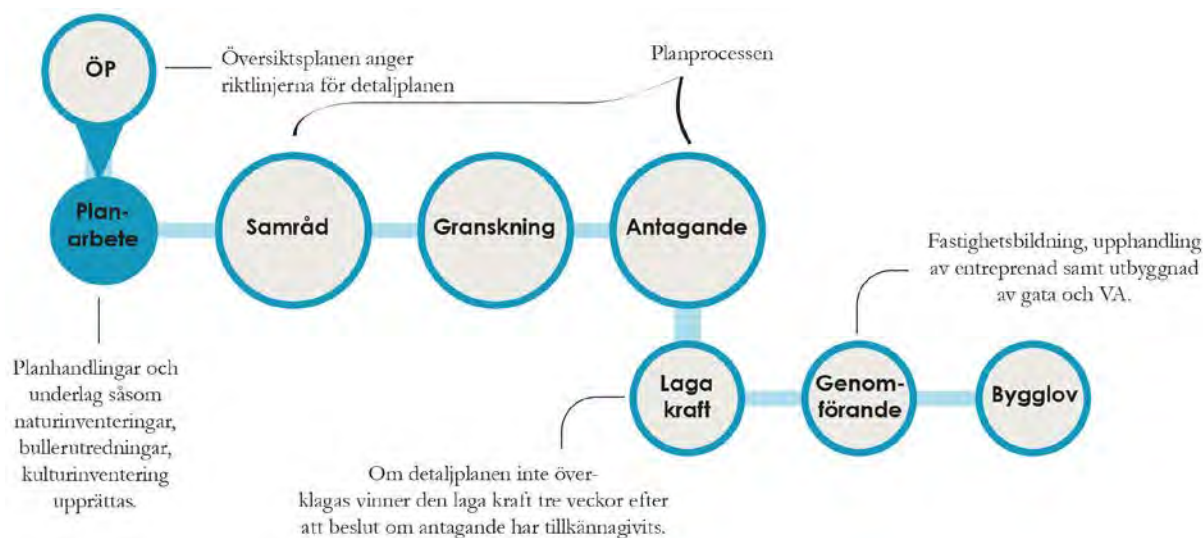 ÖP
Översiktsplanen anger
riktlinjerna för detaljplanen
Planprocessen
Plan-
arbete
Samråd
Granskning
Antagande
Fastighetsbildning, upphandling
av entreprenad samt utbyggnad
av gata och VA.
Planhandlingar och
underlag såsom
naturinventeringar,
bullerutredningar,
kulturinventering
upprättas.
Laga
kraft
Genom-
förande
Bygglov
Om detaljplanen inte över-
klagas vinner den laga kraft tre veckor efter
att beslut om antagande har tillkännagivits.